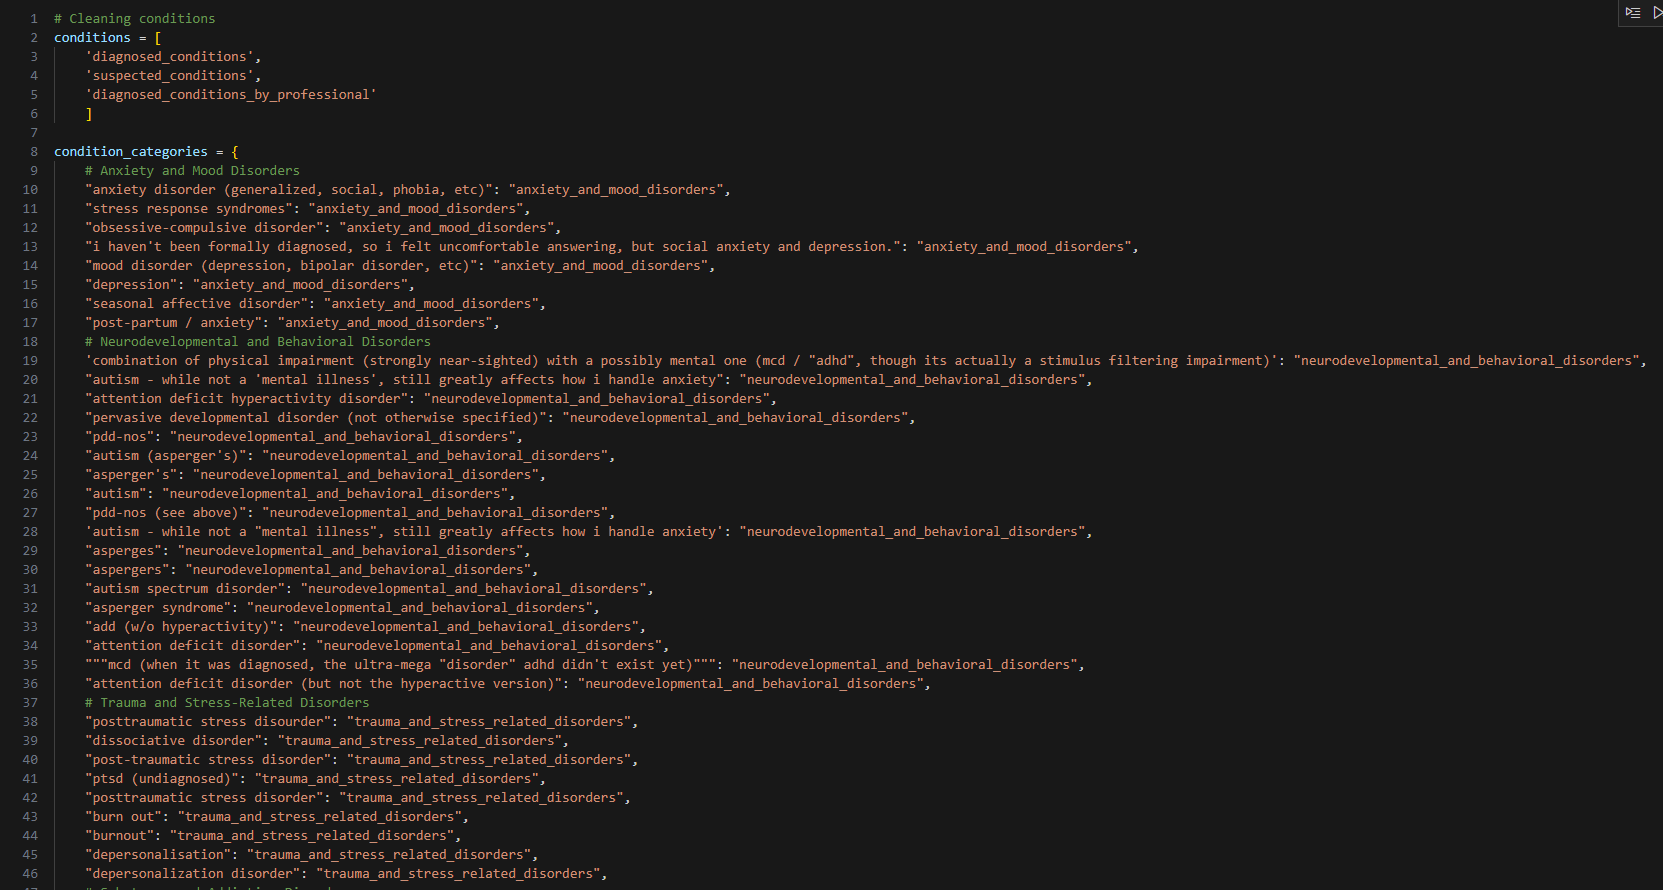 1 # Cleaning conditions
2 conditions = [
3 'diagnosed_conditions',
4 'suspected_conditions',
5 'diagnosed_conditions_by_professional'
6 ]
7
8 condition_categories = {
9 # Anxiety and Mood Disorders
10 "anxiety disorder (generalized, social, phobia, etc)": "anxiety_and_mood_disorders",
11 "stress response syndromes": "anxiety_and_mood_disorders",
12 "obsessive-compulsive disorder": "anxiety_and_mood_disorders",
13 "i haven't been formally diagnosed, so i felt uncomfortable answering, but social anxiety and depression.": "anxiety_and_mood_disorders",
14 "mood disorder (depression, bipolar disorder, etc)": "anxiety_and_mood_disorders",
15 "depression": "anxiety_and_mood_disorders",
16 "seasonal affective disorder": "anxiety_and_mood_disorders",
17 "post-partum / anxiety": "anxiety_and_mood_disorders",
18 # Neurodevelopmental and Behavioral Disorders
19 'combination of physical impairment (strongly near-sighted) with a possibly mental one (mcd / "adhd", though its actually a stimulus filtering impairment)': "neurodevelopmental_and_behavioral_disorders",
20 "autism - while not a 'mental illness', still greatly affects how i handle anxiety": "neurodevelopmental_and_behavioral_disorders",
21 "attention deficit hyperactivity disorder": "neurodevelopmental_and_behavioral_disorders",
22 "pervasive developmental disorder (not otherwise specified)": "neurodevelopmental_and_behavioral_disorders",
23 "pdd-nos": "neurodevelopmental_and_behavioral_disorders",
24 "autism (asperger's)": "neurodevelopmental_and_behavioral_disorders",
25 "asperger's": "neurodevelopmental_and_behavioral_disorders",
26 "autism": "neurodevelopmental_and_behavioral_disorders",
27 "pdd-nos (see above)": "neurodevelopmental_and_behavioral_disorders",
28 'autism - while not a "mental illness", still greatly affects how i handle anxiety': "neurodevelopmental_and_behavioral_disorders",
29 "asperges": "neurodevelopmental_and_behavioral_disorders",
30 "aspergers": "neurodevelopmental_and_behavioral_disorders",
31 "autism spectrum disorder": "neurodevelopmental_and_behavioral_disorders",
32 "asperger syndrome": "neurodevelopmental_and_behavioral_disorders",
33 "add (w/o hyperactivity)": "neurodevelopmental_and_behavioral_disorders",
34 "attention deficit disorder": "neurodevelopmental_and_behavioral_disorders",
35 """mcd (when it was diagnosed, the ultra-mega "disorder" adhd didn't exist yet)""": "neurodevelopmental_and_behavioral_disorders",
36 "attention deficit disorder (but not the hyperactive version)": "neurodevelopmental_and_behavioral_disorders",
37 # Trauma and Stress-Related Disorders
38 "posttraumatic stress disourder": "trauma_and_stress_related_disorders",
39 "dissociative disorder": "trauma_and_stress_related_disorders",
40 "post-traumatic stress disorder": "trauma_and_stress_related_disorders",
41 "ptsd (undiagnosed)": "trauma_and_stress_related_disorders",
42 "posttraumatic stress disorder": "trauma_and_stress_related_disorders",
43 "burn out": "trauma_and_stress_related_disorders",
44 "burnout": "trauma_and_stress_related_disorders",
45 "depersonalisation": "trauma_and_stress_related_disorders",
46 "depersonalization disorder": "trauma_and_stress_related_disorders",